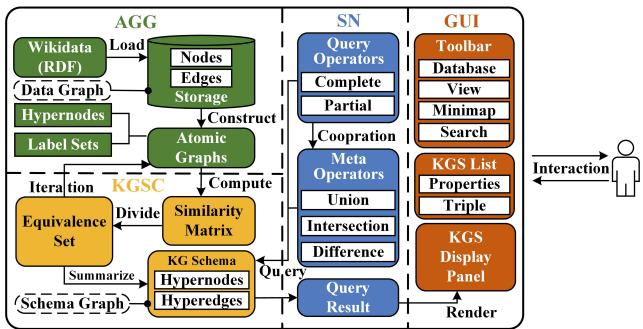 AGG
Wikidata
(RDF)
Load
Nodes
Edges
Storage
Data Graph
Hypernodes
Label Sets
Construct
Atomic
Graphs
Iteration
KGSC
Compute
Equivalence
Set
Divide
Similarity
Matrix
Summarize
KG Schema
Hypernodes
Hyperedges
Schema Graph
SN
Query
Operators
Complete
Partial
Coopration
Meta
Operators
Union
Intersection
Difference
Query
Query
Result
GUI
Toolbar
Database
View
Minimap
Search
KGS List
Properties
Triple
KGS
Display
Panel
Render
Interaction